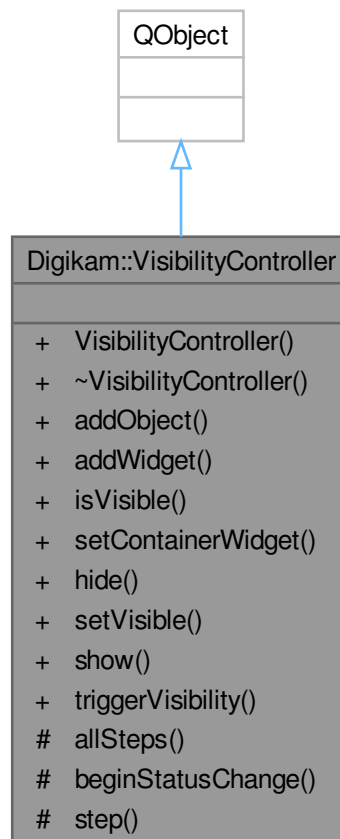 QObject
Digikam::VisibilityController
+ VisibilityController()
+ ~VisibilityController()
+ addObject()
+ addWidget()
+ isVisible()
+ setContainerWidget()
+ hide()
+ setVisible()
+ show()
+ triggerVisibility()
# allSteps()
# beginStatusChange()
# step()